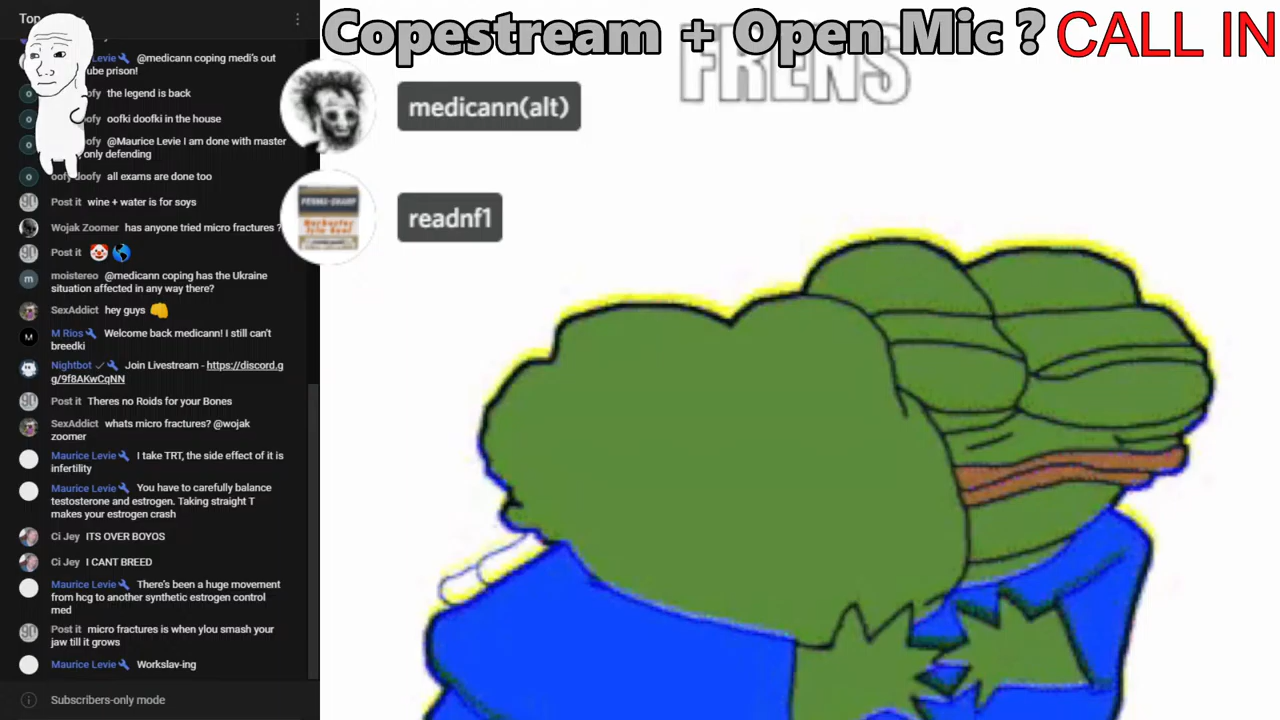 Top
Copestream + Open Mic ? CALL IN
FRENS
Levie @medicann coping medi's out
ube prison!
ofy the legend is back
ofy oofki doofki in the house
ofy @Maurice Levie I am done with master
only defending
oofy doofy all exams are done too
Post it wine + water is for soys
Wojak Zoomer has anyone tried micro fractures ?
Post it
moistereo @medicann coping has the Ukraine
situation affected in any way there?
SexAddict hey guys
M Rios Welcome back medicann! I still can't
breedki
Nightbot Join Livestream - https://discord.g
g/9f8AKwCqNN
Post it Theres no Roids for your Bones
SexAddict whats micro fractures? @wojak
zoomer
Maurice Levie I take TRT, the side effect of it is
infertility
Maurice Levie You have to carefully balance
testosterone and estrogen. Taking straight T
makes your estrogen crash
Ci Jey ITS OVER BOYOS
Ci Jey I CANT BREED
Maurice Levie There's been a huge movement
from hcg to another synthetic estrogen control
med
Post it micro fractures is when ylou smash your
jaw till it grows
Maurice Levie Workslav-ing
Subscribers-only mode
medicann(alt)
readnf1